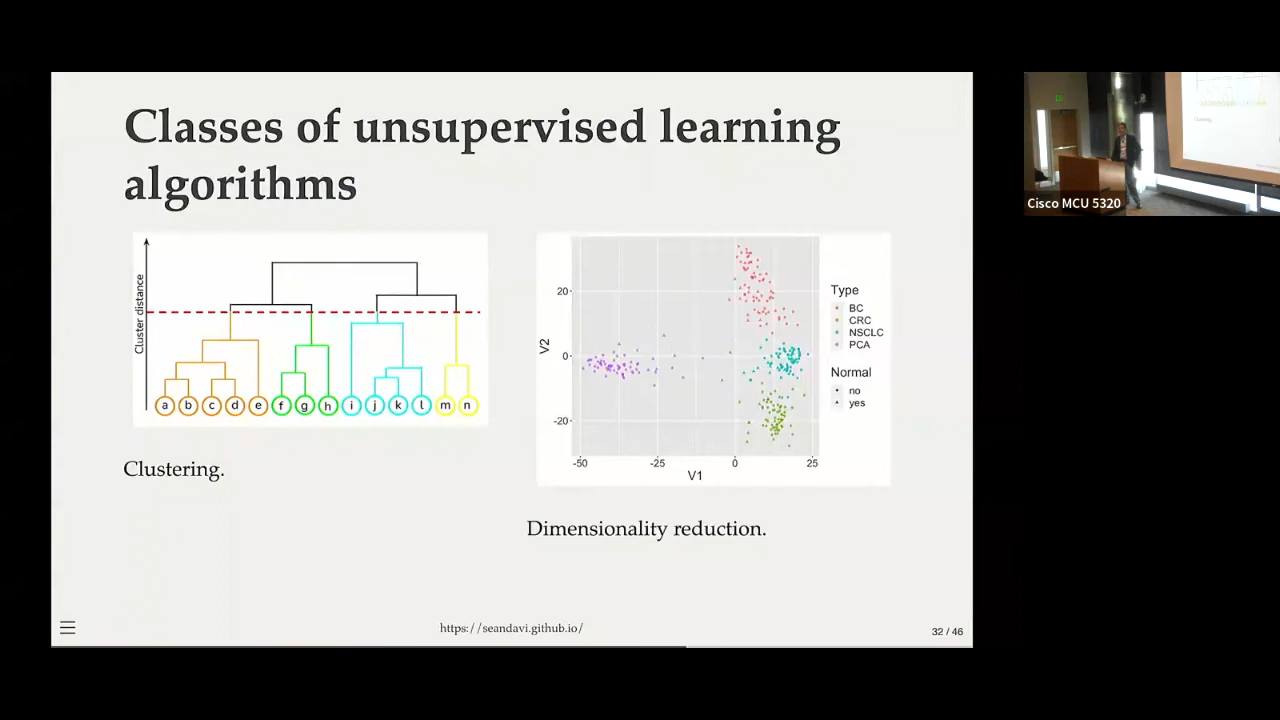 Classes of unsupervised learning
algorithms
Cluster distance
a b c d e f g h i j k l m n
Clustering.
V2
20
0
-20
-50 -25 0 25
V1
Type
BC
CRC
NSCLC
PCA
Normal
no
yes
Dimensionality reduction.
https://seandavi.github.io/
32 / 46
Cisco MCU 5320